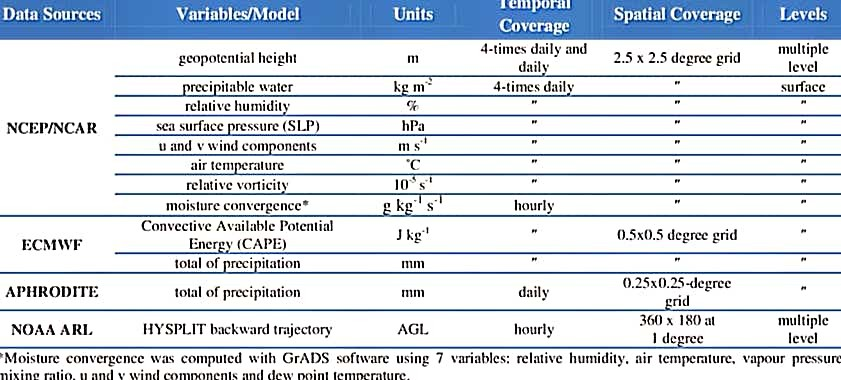 Data Sources Variables/Model Units Temporal Coverage Spatial Coverage Levels
geopotential height m 4-times daily and daily 2.5 x 2.5 degree grid multiple level
precipitable water kg m⁻² 4-times daily " surface
relative humidity % " " "
NCEP/NCAR sea surface pressure (SLP) hPa " " "
u and v wind components m s⁻¹ " " "
air temperature °C " " "
relative vorticity 10⁻⁵ s⁻¹ " " "
moisture convergence* g kg⁻¹ s⁻¹ hourly " "
ECMWF Convective Available Potential Energy (CAPE) J kg⁻¹ " 0.5x0.5 degree grid "
total of precipitation mm " " "
APHRODITE total of precipitation mm daily 0.25x0.25-degree grid "
NOAA ARL HYSPLIT backward trajectory AGL hourly 360 x 180 at 1 degree multiple level
*Moisture convergence was computed with GrADS software using 7 variables; relative humidity, air temperature, vapour pressure
mixing ratio, u and v wind components and dew point temperature.